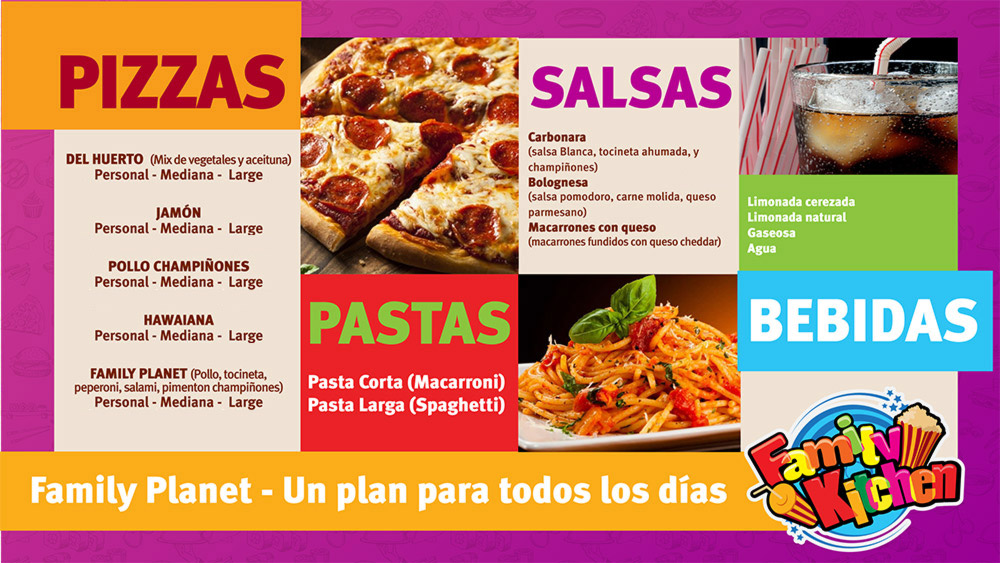 PIZZAS
DEL HUERTO (Mix de vegetales y aceituna)
Personal - Mediana - Large
JAMÓN
Personal - Mediana - Large
POLLO CHAMPIÑONES
Personal - Mediana - Large
HAWAIANA
Personal - Mediana - Large
FAMILY PLANET (Pollo, tocineta,
peperoni, salami, pimenton champiñones)
Personal - Mediana - Large
PASTAS
Pasta Corta (Macarroni)
Pasta Larga (Spaghetti)
SALSAS
Carbonara
(salsa Blanca, tocineta ahumada, y
champiñones)
Bolognesa
(salsa pomodoro, carne molida, queso
parmesano)
Macarrones con queso
(macarrones fundidos con queso cheddar)
Limonada cerezada
Limonada natural
Gaseosa
Agua
BEBIDAS
Family Planet - Un plan para todos los días
Family
Kitchen